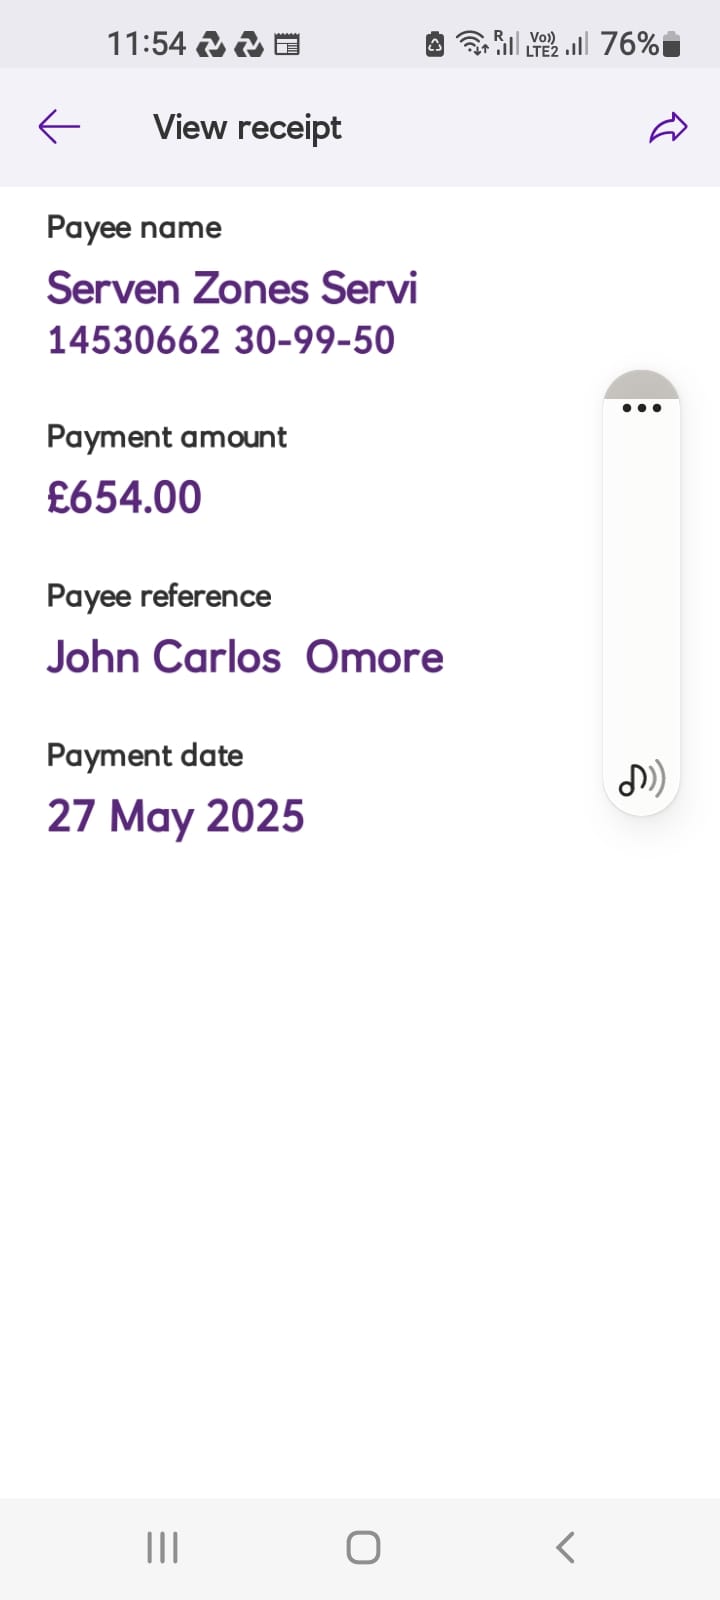 11:54 R Vo)) LTE2 76%
View receipt
Payee name
Serven Zones Servi
14530662 30-99-50
Payment amount
£654.00
Payee reference
John Carlos  Omore
Payment date
27 May 2025